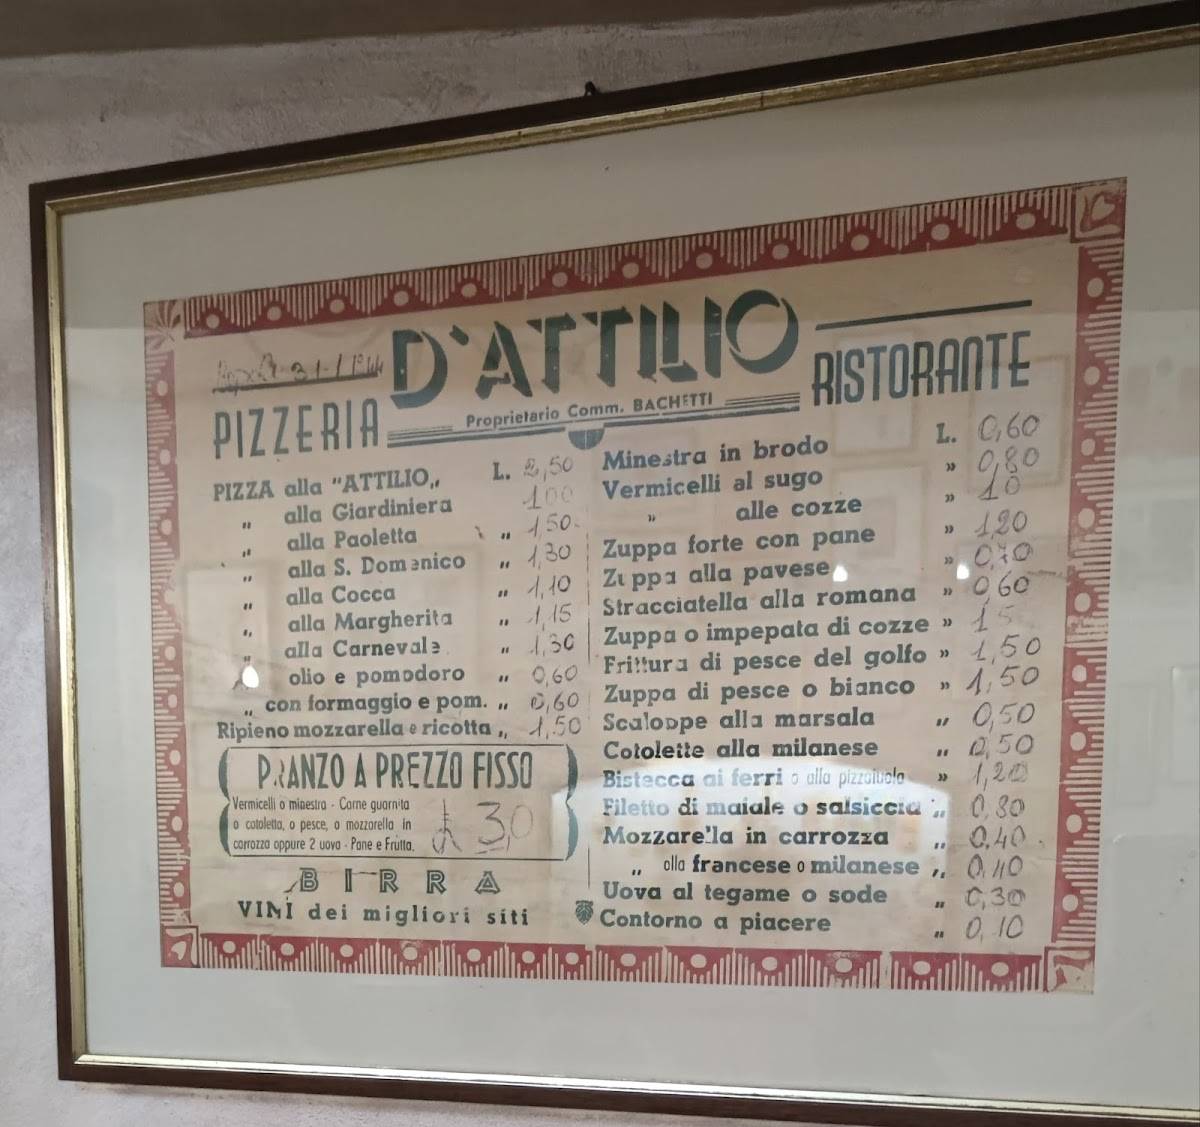 Napoli 31-1-1944
D'ATTILIO
PIZZERIA
RISTORANTE
Proprietario Comm. BACHETTI
PIZZA alla "ATTILIO„ L. 2,50
„ alla Giardiniera 1,00
„ alla Paoletta „ 1,50
„ alla S. Domenico „ 1,30
„ alla Cocca „ 1,10
„ alla Margherita „ 1,15
„ alla Carnevale „ 1,30
olio e pomodoro „ 0,60
„ con formaggio e pom. „ 0,60
Ripieno mozzarella e ricotta „ 1,50
PRANZO A PREZZO FISSO
Vermicelli o minestra - Carne guarnita
o cotoletta, o pesce, o mozzarella in
carrozza oppure 2 uova - Pane e Frutta.
3,0
BIRRA
VINI dei migliori siti
Minestra in brodo L. 0,60
Vermicelli al sugo » 0,80
» alle cozze » 10
Zuppa forte con pane » 1,20
Zuppa alla pavese » 0,70
Stracciatella alla romana » 0,60
Zuppa o impepata di cozze » 1 5
Frittura di pesce del golfo » 1,50
Zuppa di pesce o bianco » 1,50
Scaloppe alla marsala „ 0,50
Cotolette alla milanese „ 0,50
Bistecca ai ferri o alla pizzaiuola » 1,20
Filetto di maiale o salsiccia „ 0,80
Mozzarella in carrozza „ 0,40
„ alla francese o milanese „ 0,40
Uova al tegame o sode „ 0,30
Contorno a piacere „ 0,10